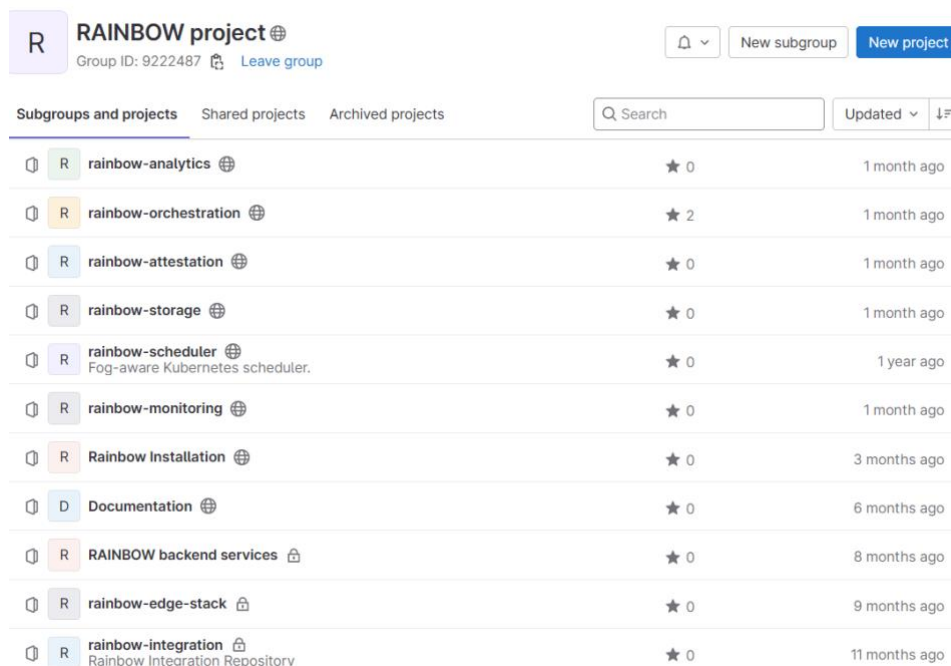 R
RAINBOW project
Group ID: 9222487 Leave group
New subgroup
New project
Subgroups and projects Shared projects Archived projects
Search
Updated
R rainbow-analytics 0 1 month ago
R rainbow-orchestration 2 1 month ago
R rainbow-attestation 0 1 month ago
R rainbow-storage 0 1 month ago
R rainbow-scheduler 0 1 year ago
Fog-aware Kubernetes scheduler.
R rainbow-monitoring 0 1 month ago
R Rainbow Installation 0 3 months ago
D Documentation 0 6 months ago
R RAINBOW backend services 0 8 months ago
R rainbow-edge-stack 0 9 months ago
R rainbow-integration 0 11 months ago
Rainbow Integration Repository